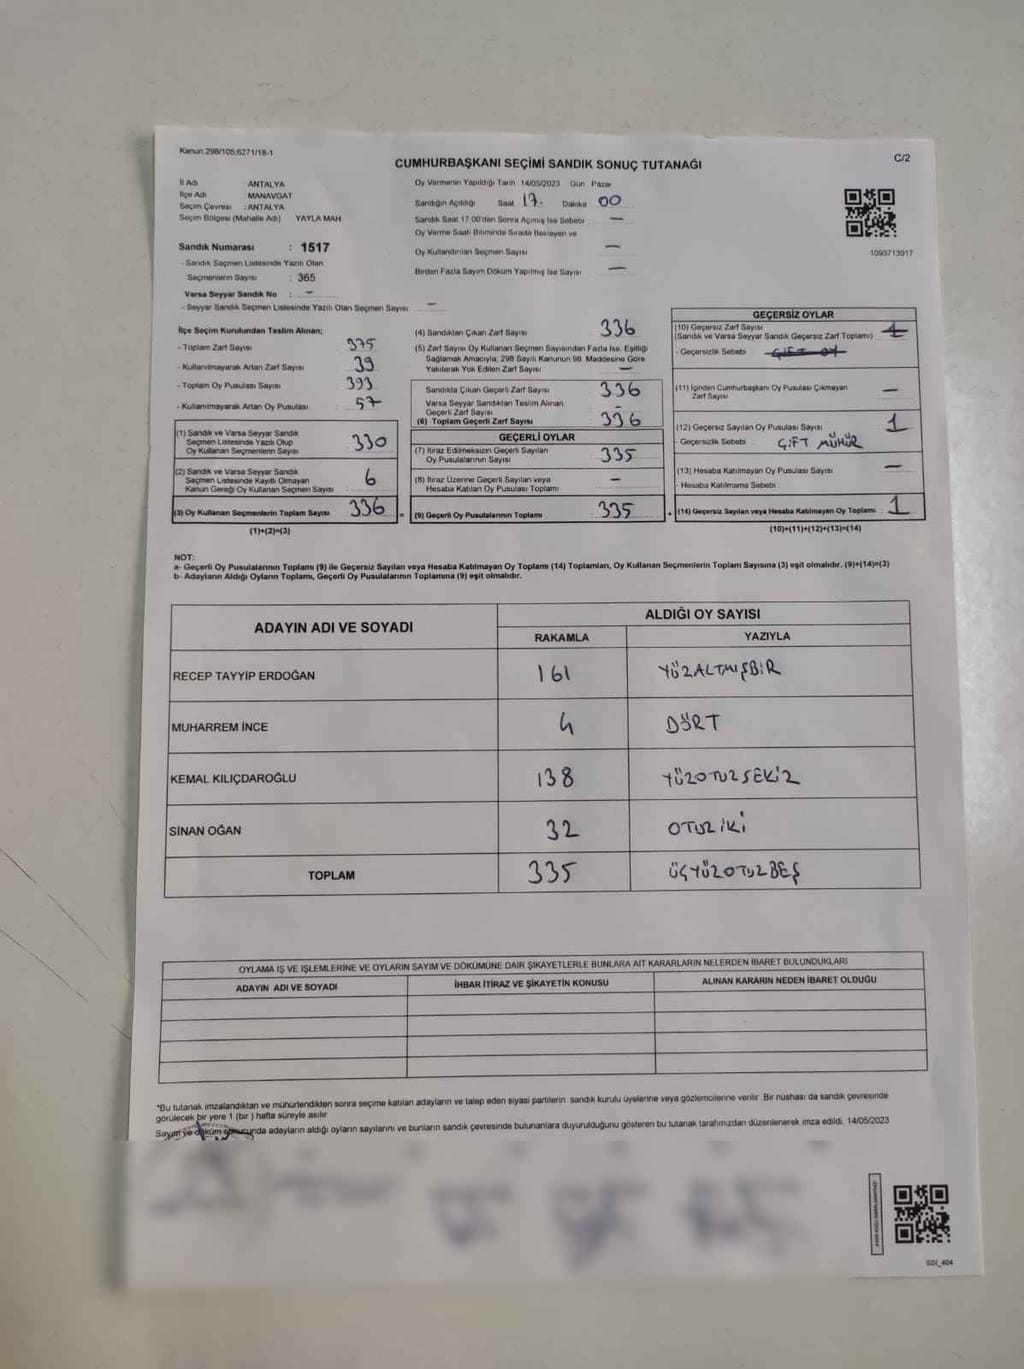 Kanun:298/105,6271/18-1
CUMHURBAŞKANI SEÇİMİ SANDIK SONUÇ TUTANAĞI
C/2
İl Adı ANTALYA
İlçe Adı MANAVGAT
Seçim Çevresi : ANTALYA
Seçim Bölgesi (Mahalle Adı) YAYLA MAH
Sandık Numarası : 1517
- Sandık Seçmen Listesinde Yazılı Olan
Seçmenlerin Sayısı : 365
Varsa Seyyar Sandık No : -
- Seyyar Sandık Seçmen Listesinde Yazılı Olan Seçmen Sayısı -
Oy Vermenin Yapıldığı Tarih 14/05/2023 Gün Pazar
Sandığın Açıldığı Saat 17. Dakika 00
Sandık Saat 17.00'den Sonra Açılmış İse Sebebi : -
Oy Verme Saati Bitiminde Sırada Bekleyen ve
Oy Kullandırılan Seçmen Sayısı -
Birden Fazla Sayım Döküm Yapılmış İse Sayısı -
1093713917
İlçe Seçim Kurulundan Teslim Alınan;
- Toplam Zarf Sayısı 375
- Kullanılmayarak Artan Zarf Sayısı 39
- Toplam Oy Pusulası Sayısı 393
- Kullanılmayarak Artan Oy Pusulası 57
(1) Sandık ve Varsa Seyyar Sandık
Seçmen Listesinde Yazılı Olup
Oy Kullanan Seçmenlerin Sayısı 330
(2) Sandık ve Varsa Seyyar Sandık
Seçmen Listesinde Kayıtlı Olmayan
Kanun Gereği Oy Kullanan Seçmen Sayısı 6
(3) Oy Kullanan Seçmenlerin Toplam Sayısı 336
(1)+(2)=(3)
(4) Sandıktan Çıkan Zarf Sayısı 336
(5) Zarf Sayısı Oy Kullanan Seçmen Sayısından Fazla İse, Eşitliği
Sağlamak Amacıyla, 298 Sayılı Kanunun 98. Maddesine Göre
Yakılarak Yok Edilen Zarf Sayısı -
Sandıkta Çıkan Geçerli Zarf Sayısı 336
Varsa Seyyar Sandıktan Teslim Alınan
Geçerli Zarf Sayısı -
(6) Toplam Geçerli Zarf Sayısı 336
GEÇERLİ OYLAR
(7) İtiraz Edilmeksizin Geçerli Sayılan
Oy Pusulalarının Sayısı 335
(8) İtiraz Üzerine Geçerli Sayılan veya
Hesaba Katılan Oy Pusulası Toplamı -
(9) Geçerli Oy Pusulalarının Toplamı : 335
GEÇERSİZ OYLAR
(10) Geçersiz Zarf Sayısı
(Sandık ve Varsa Seyyar Sandık Geçersiz Zarf Toplamı) : 1
- Geçersizlik Sebebi : ÇİFT OY
(11) İçinden Cumhurbaşkanı Oy Pusulası Çıkmayan
Zarf Sayısı -
(12) Geçersiz Sayılan Oy Pusulası Sayısı 1
- Geçersizlik Sebebi ÇİFT MÜHÜR
(13) Hesaba Katılmayan Oy Pusulası Sayısı -
- Hesaba Katılmama Sebebi :
(14) Geçersiz Sayılan veya Hesaba Katılmayan Oy Toplamı : 1
(10)+(11)+(12)+(13)=(14)
NOT:
a- Geçerli Oy Pusulalarının Toplamı (9) ile Geçersiz Sayılan veya Hesaba Katılmayan Oy Toplamı (14) Toplamları, Oy Kullanan Seçmenlerin Toplam Sayısına (3) eşit olmalıdır. (9)+(14)=(3)
b- Adayların Aldığı Oyların Toplamı, Geçerli Oy Pusulalarının Toplamına (9) eşit olmalıdır.
ADAYIN ADI VE SOYADI ALDIĞI OY SAYISI
RAKAMLA YAZIYLA
RECEP TAYYİP ERDOĞAN 161 YÜZALTMIŞBİR
MUHARREM İNCE 4 DÖRT
KEMAL KILIÇDAROĞLU 138 YÜZOTUZSEKİZ
SİNAN OĞAN 32 OTUZİKİ
TOPLAM 335 ÜÇYÜZOTUZBEŞ
OYLAMA İŞ VE İŞLEMLERİNE VE OYLARIN SAYIM VE DÖKÜMÜNE DAİR ŞİKAYETLERLE BUNLARA AİT KARARLARIN NELERDEN İBARET BULUNDUKLARI
ADAYIN ADI VE SOYADI İHBAR İTİRAZ VE ŞİKAYETİN KONUSU ALINAN KARARIN NEDEN İBARET OLDUĞU
*Bu tutanak imzalandıktan ve mühürlendikten sonra seçime katılan adayların ve talep eden siyasi partilerin sandık kurulu üyelerine veya gözlemcilerine verilir. Bir nüshası da sandık çevresinde
görülecek bir yere 1 (bir ) hafta süreyle asılır.
Sayım ve döküm sonucunda adayların aldığı oyların sayılarını ve bunların sandık çevresinde bulunanlara duyurulduğunu gösteren bu tutanak tarafımızdan düzenlenerek imza edildi. 14/05/2023